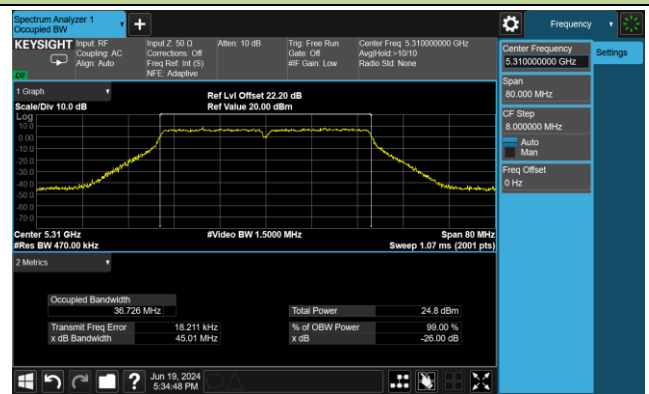 Spectrum Analyzer 1
Occupied BW
Frequency
KEYSIGHT
Input: RF
Coupling: AC
Align: Auto
Input Z: 50 Ω
Corrections: Off
Freq Ref: Int (S)
NFE: Adaptive
Atten: 10 dB
Trig: Free Run
Gate: Off
#IF Gain: Low
Center Freq: 5.310000000 GHz
Avg|Hold:>10/10
Radio Std: None
LW
Center Frequency
5.310000000 GHz
Settings
Span
80.000 MHz
CF Step
8.000000 MHz
Auto
Man
Freq Offset
0 Hz
1 Graph
Scale/Div 10.0 dB
Ref Lvl Offset 22.20 dB
Ref Value 20.00 dBm
Log
10.0
0.00
-10.0
-20.0
-30.0
-40.0
-50.0
-60.0
-70.0
Center 5.31 GHz
#Res BW 470.00 kHz
#Video BW 1.5000 MHz
Span 80 MHz
Sweep 1.07 ms (2001 pts)
2 Metrics
Occupied Bandwidth
36.726 MHz
Total Power 24.8 dBm
Transmit Freq Error 18.211 kHz
% of OBW Power 99.00 %
x dB Bandwidth 45.01 MHz
x dB -26.00 dB
?
Jun 19, 2024
5:34:48 PM